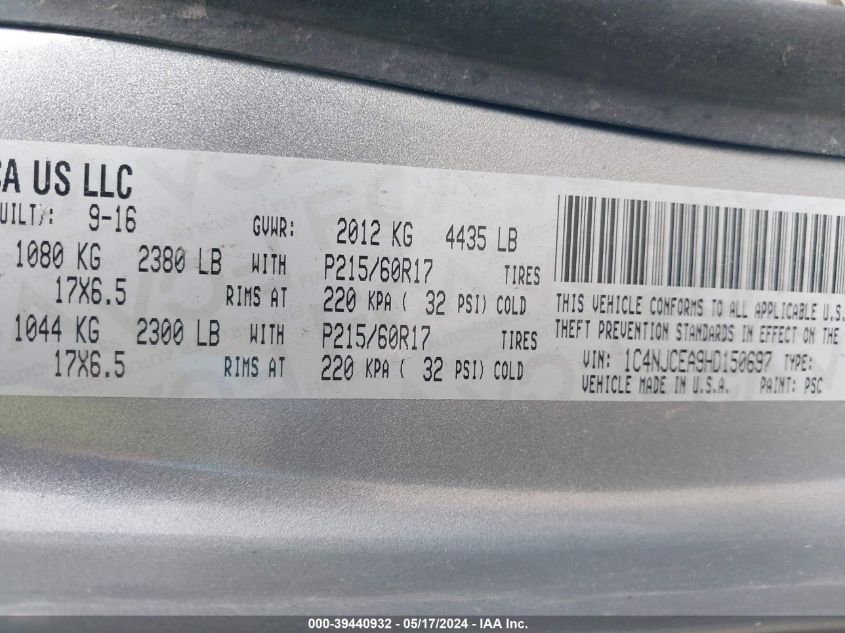 CA US LLC
UILT): 9-16 GVWR: 2012 KG 4435 LB
1080 KG 2380 LB WITH P215/60R17 TIRES
17X6.5 RIMS AT 220 KPA ( 32 PSI) COLD
1044 KG 2300 LB WITH P215/60R17 TIRES
17X6.5 RIMS AT 220 KPA ( 32 PSI) COLD
THIS VEHICLE CONFORMS TO ALL APPLICABLE U.S.
THEFT PREVENTION STANDARDS IN EFFECT ON THE
VIN: 1C4NJCEA9HD150697 TYPE:
VEHICLE MADE IN U.S.A. PAINT: PSC
000-39440932 - 05/17/2024 - IAA Inc.